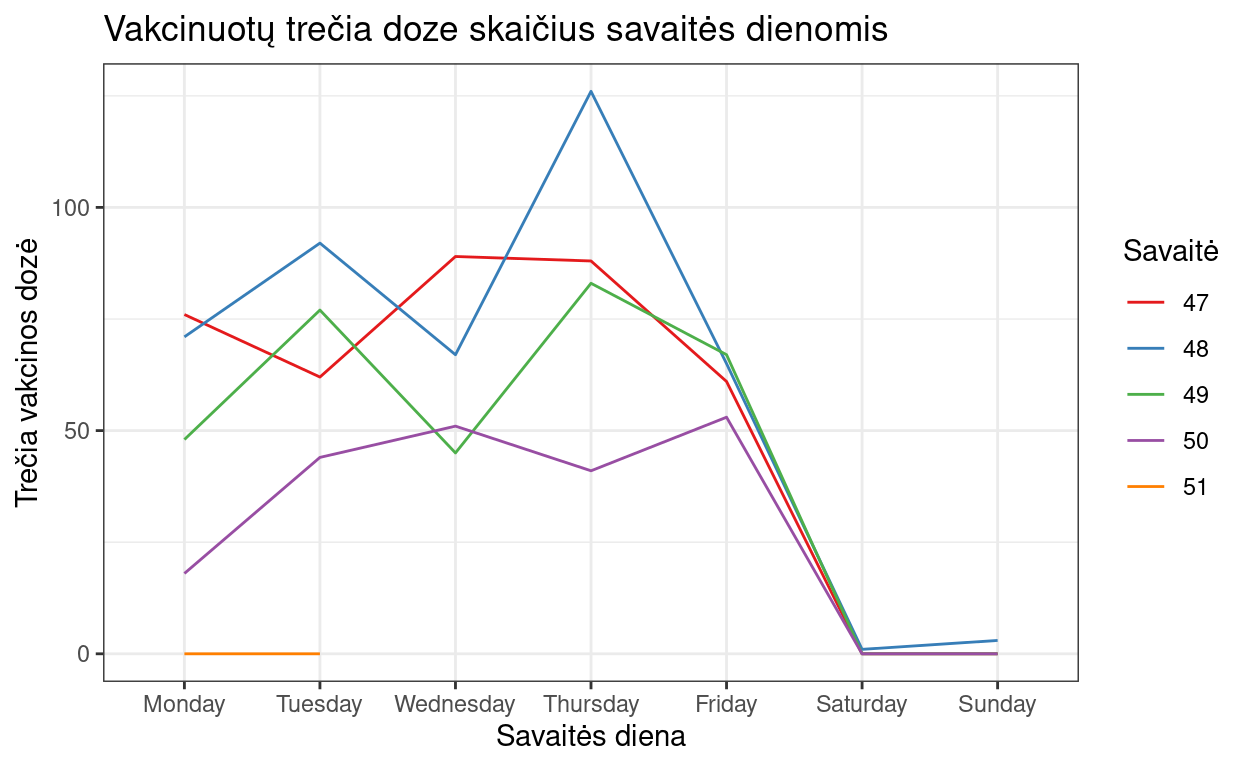 Vakcinuotų trečia doze skaičius savaitės dienomis
Trečia vakcinos dozė
100
50
0
Monday Tuesday Wednesday Thursday Friday Saturday Sunday
Savaitės diena
Savaitė
47
48
49
50
51